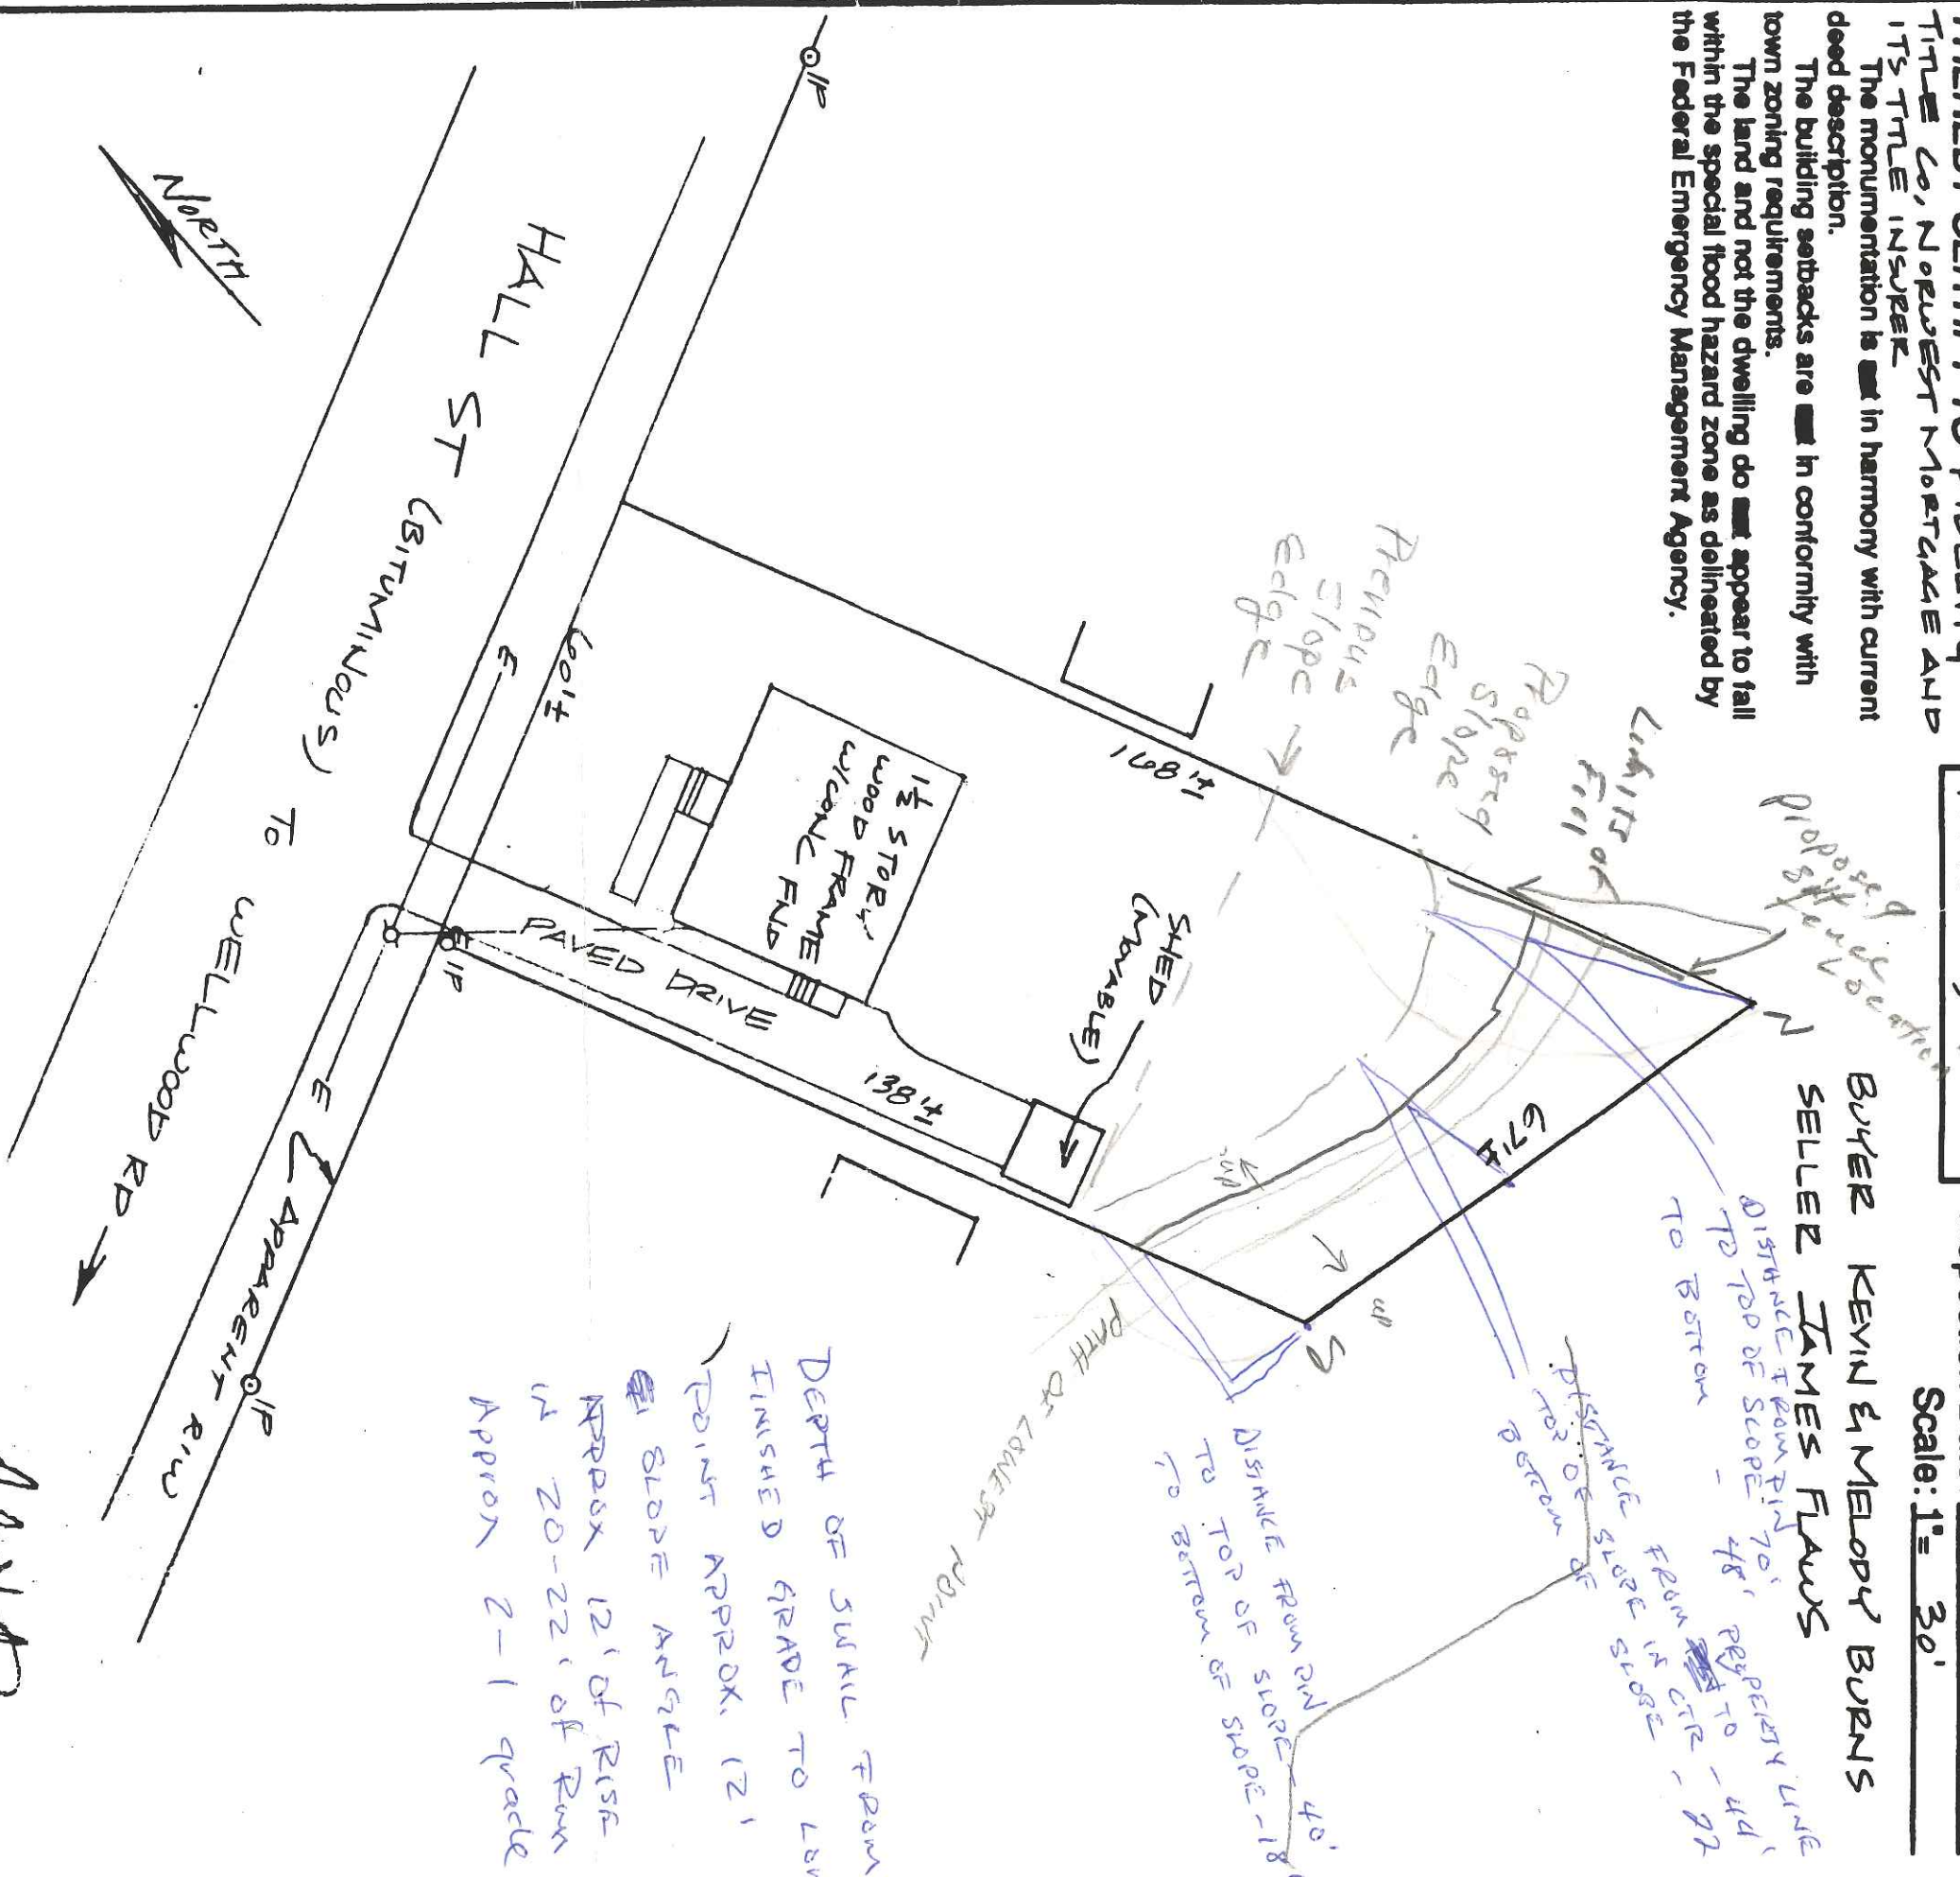 TITLE CO, NORWEST MORTGAGE AND
ITS TITLE INSURER
The monumentation is in harmony with current
deed description.
The building setbacks are in conformity with
town zoning requirements.
The land and not the dwelling do appear to fall
within the special flood hazard zone as delineated by
the Federal Emergency Management Agency.
Scale: 1"= 30'
BUYER KEVIN & MELODY BURNS
SELLER JAMES FLAWS
proposed
silt fence
Location
Limits of
Fill
Proposed
Slope
Edge
Previous
Slope
Edge
N
S
67'±
168'±
138'±
100'±
UP
SHED
(MOVABLE)
1½ STORY
WOOD FRAME
W/CONC FND
PAVED DRIVE
IP
IP
IP
E
E
APPARENT R/W
HALL ST (BITUMINOUS) TO WELLWOOD RD
NORTH
PATH OF LOWEST POINT
DISTANCE FROM PIN
TO TOP OF SLOPE 70'
TO BOTTOM - 48'
DISTANCE FROM PROPERTY LINE TO
TOP OF SLOPE IN CTR - 44'
BOTTOM OF SLOPE - 22
DISTANCE FROM PIN
TO TOP OF SLOPE - 40'
TO BOTTOM OF SLOPE - 18'
DEPTH OF SWAIL FROM
FINISHED GRADE TO LOW
POINT APPROX. 12'
SLOPE ANGLE
APPROX 12' OF RISE
IN 20-22' OF RUN
APPROX 2-1 grade